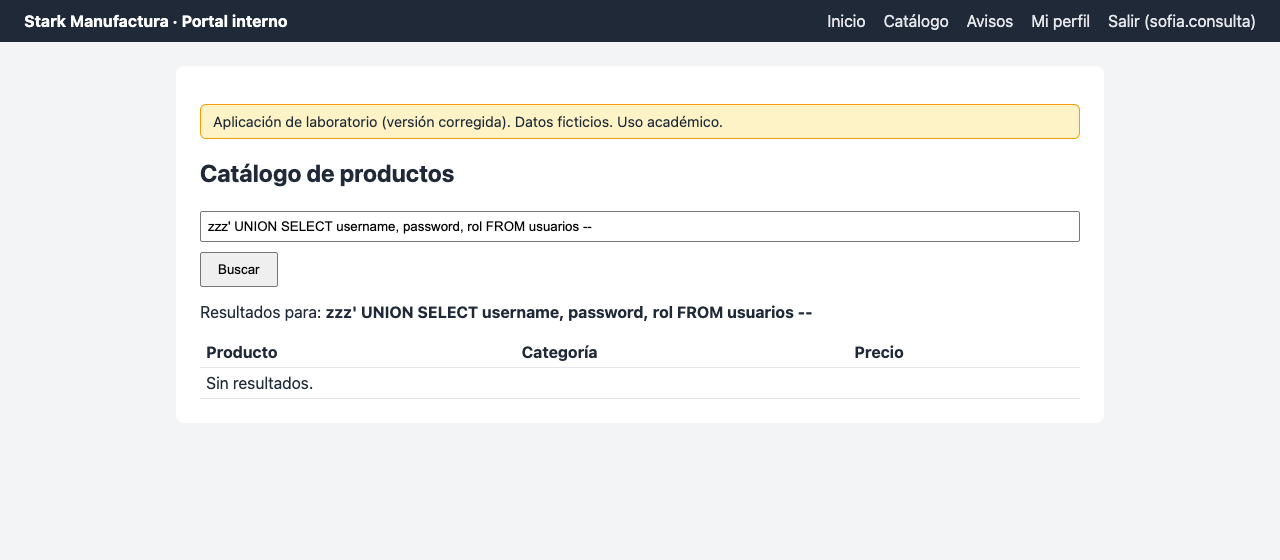 Stark Manufactura · Portal interno
Inicio Catálogo Avisos Mi perfil Salir (sofia.consulta)
Aplicación de laboratorio (versión corregida). Datos ficticios. Uso académico.
Catálogo de productos
zzz' UNION SELECT username, password, rol FROM usuarios --
Buscar
Resultados para: zzz' UNION SELECT username, password, rol FROM usuarios --
Producto Categoría Precio
Sin resultados.